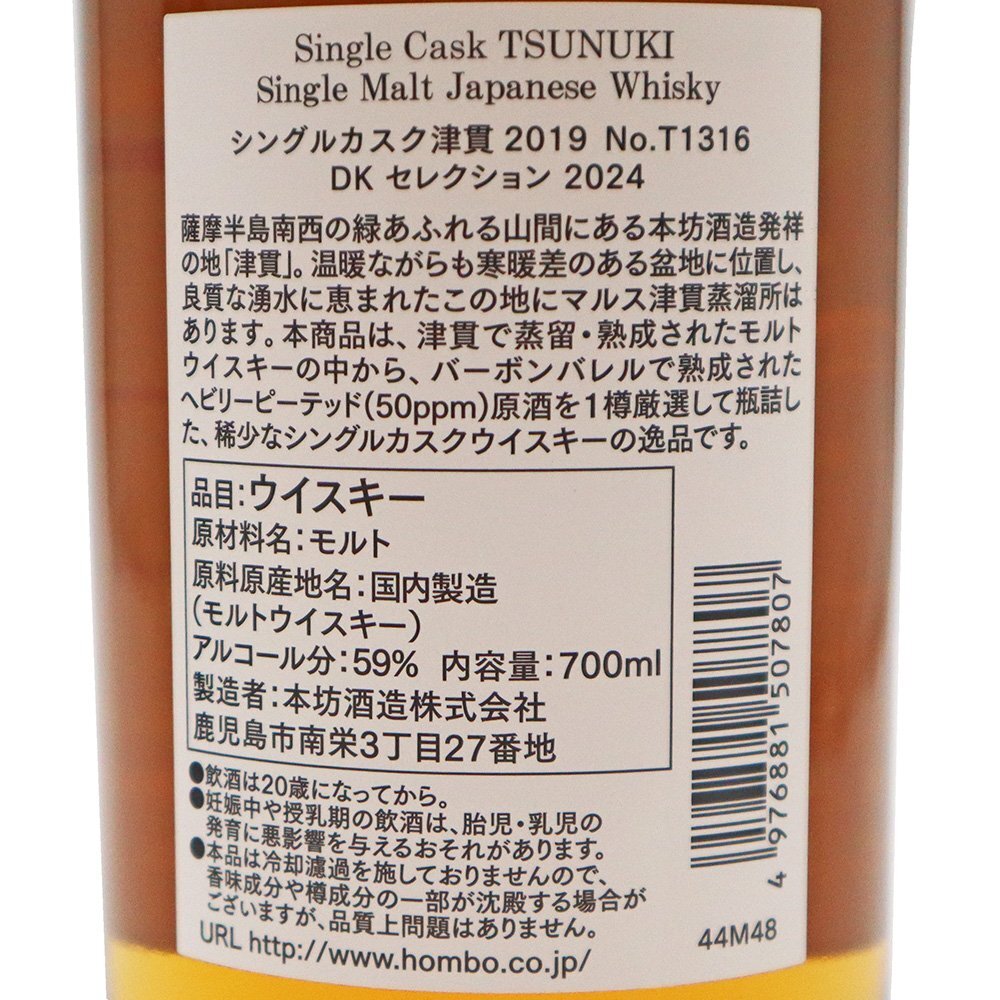 Single Cask TSUNUKI
Single Malt Japanese Whisky
シングルカスク津貫 2019 No.T1316
DK セレクション 2024
薩摩半島南西の緑あふれる山間にある本坊酒造発祥
の地「津貫」。温暖ながらも寒暖差のある盆地に位置し、
良質な湧水に恵まれたこの地にマルス津貫蒸溜所は
あります。本商品は、津貫で蒸留・熟成されたモルト
ウイスキーの中から、バーボンバレルで熟成された
ヘビリーピーテッド(50ppm)原酒を1樽厳選して瓶詰し
た、稀少なシングルカスクウイスキーの逸品です。
品目:ウイスキー
原材料名:モルト
原料原産地名:国内製造
(モルトウイスキー)
アルコール分:59% 内容量:700ml
製造者:本坊酒造株式会社
鹿児島市南栄3丁目27番地
●飲酒は20歳になってから。
●妊娠中や授乳期の飲酒は、胎児・乳児の
発育に悪影響を与えるおそれがあります。
●本品は冷却濾過を施しておりませんので、
香味成分や樽成分の一部が沈殿する場合が
ございますが、品質上問題はありません。
URL http://www.hombo.co.jp/
4 976881 507807
44M48